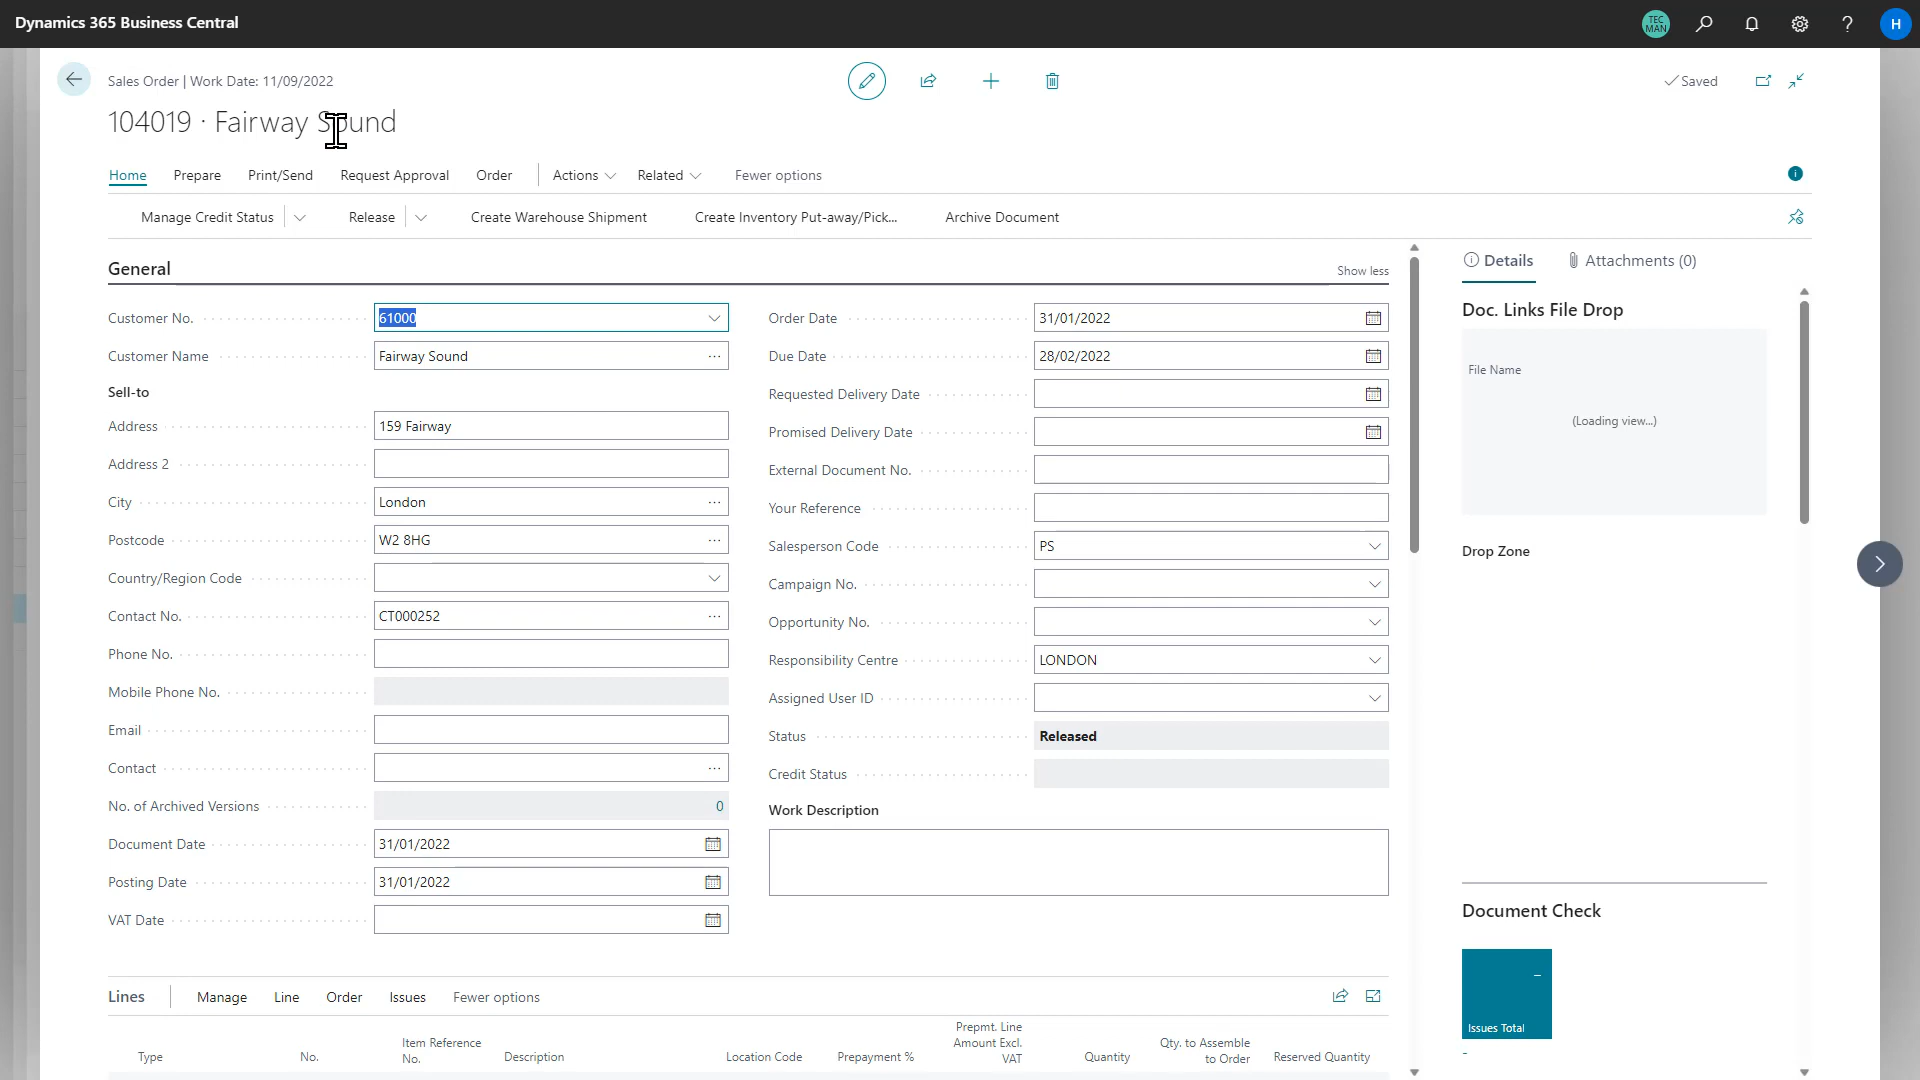 Dynamics 365 Business Central
TEC
MAN
?
H
Sales Order | Work Date: 11/09/2022
Saved
104019 · Fairway Sound
Home Prepare Print/Send Request Approval Order Actions Related Fewer options
Manage Credit Status Release Create Warehouse Shipment Create Inventory Put-away/Pick... Archive Document
General
Show less
Customer No. 61000
Customer Name Fairway Sound
Sell-to
Address 159 Fairway
Address 2
City London
Postcode W2 8HG
Country/Region Code
Contact No. CT000252
Phone No.
Mobile Phone No.
Email
Contact
No. of Archived Versions 0
Document Date 31/01/2022
Posting Date 31/01/2022
VAT Date
Order Date 31/01/2022
Due Date 28/02/2022
Requested Delivery Date
Promised Delivery Date
External Document No.
Your Reference
Salesperson Code PS
Campaign No.
Opportunity No.
Responsibility Centre LONDON
Assigned User ID
Status Released
Credit Status
Work Description
Details Attachments (0)
Doc. Links File Drop
File Name
(Loading view...)
Drop Zone
Document Check
–
Issues Total
-
Lines Manage Line Order Issues Fewer options
Type
No.
Item Reference
No.
Description
Location Code
Prepayment %
Prepmt. Line
Amount Excl.
VAT
Quantity
Qty. to Assemble
to Order
Reserved Quantity